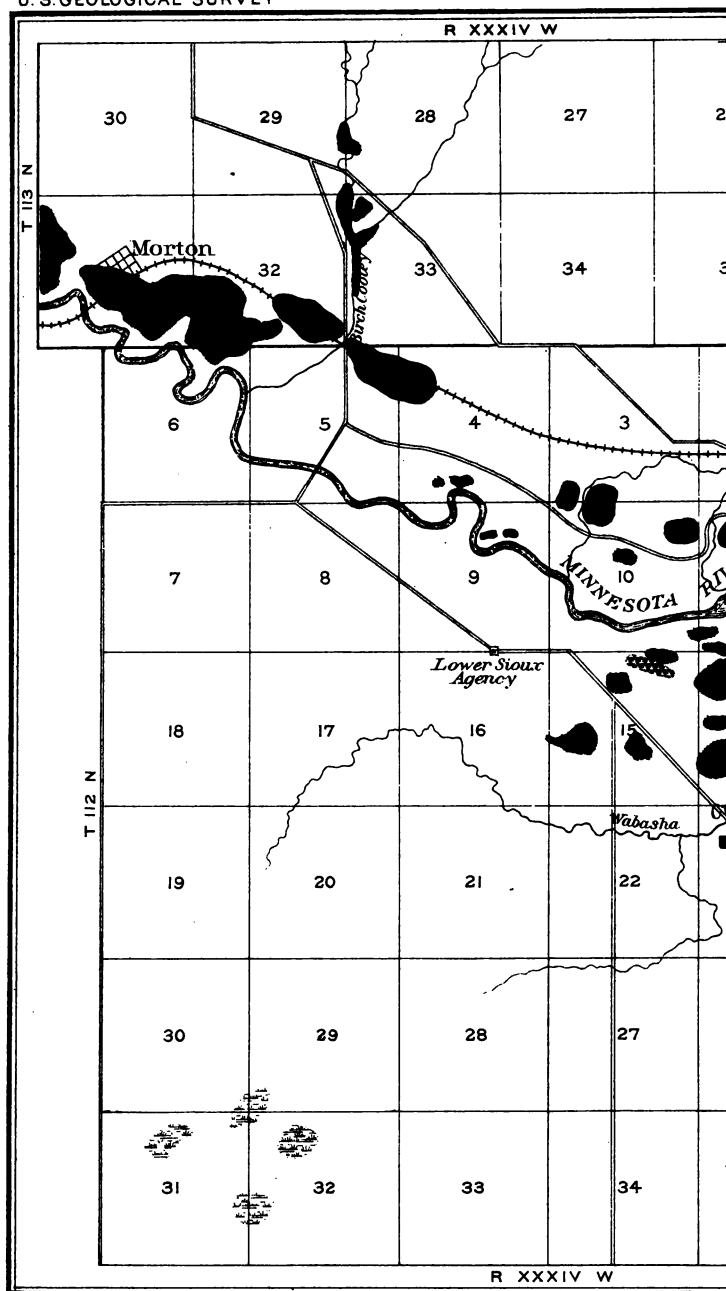 U. S. GEOLOGICAL SURVEY
R XXXIV W
30 29 28 27
T 113 N
Morton
32 33 34
Birch Cooley
6 5 4 3
7 8 9 10
MINNESOTA
Lower Sioux
Agency
18 17 16 15
T 112 N
Wabasha
19 20 21 22
30 29 28 27
31 32 33 34
R XXXIV W